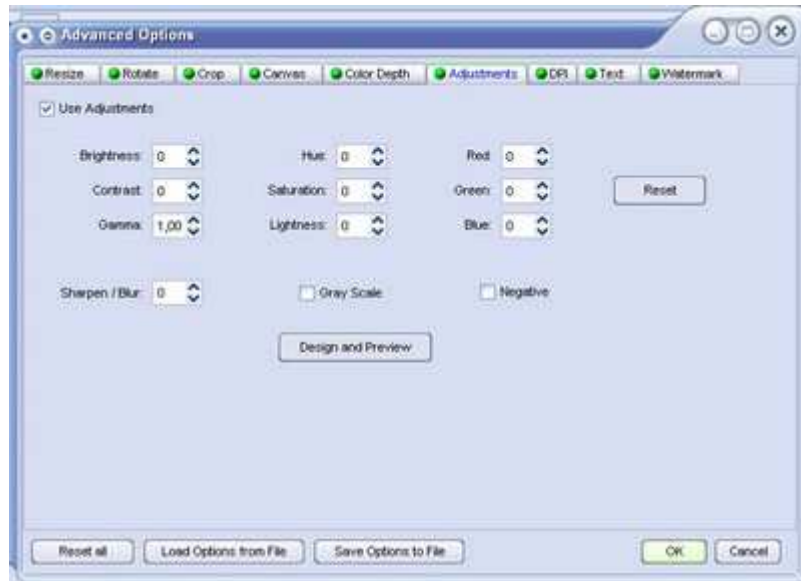 Advanced Options
Resize Rotate Crop Canvas Color Depth Adjustments DPI Text Watermark
Use Adjustments
Brightness: 0 Hue: 0 Red: 0
Contrast: 0 Saturation: 0 Green: 0 Reset
Gamma: 1,00 Lightness: 0 Blue: 0
Sharpen / Blur: 0 Gray Scale Negative
Design and Preview
Reset all Load Options from File Save Options to File OK Cancel